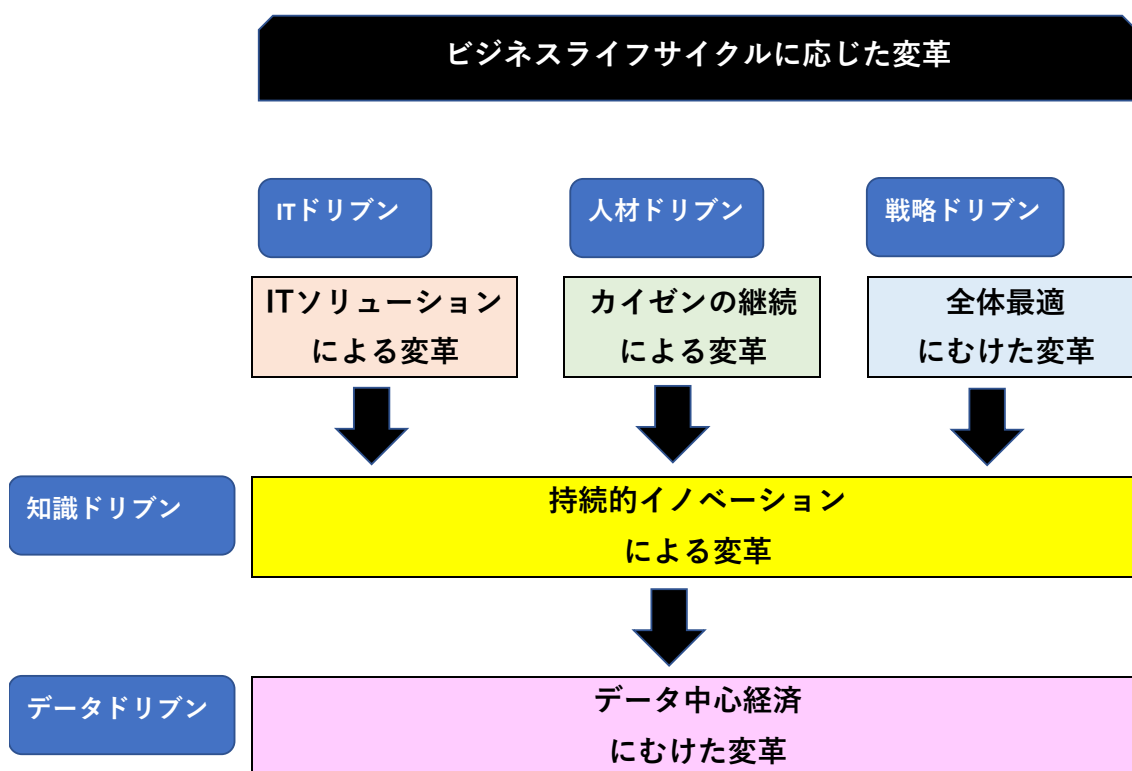 ビジネスライフサイクルに応じた変革
ITドリブン
人材ドリブン
戦略ドリブン
ITソリューション
による変革
カイゼンの継続
による変革
全体最適
にむけた変革
知識ドリブン
持続的イノベーション
による変革
データドリブン
データ中心経済
にむけた変革